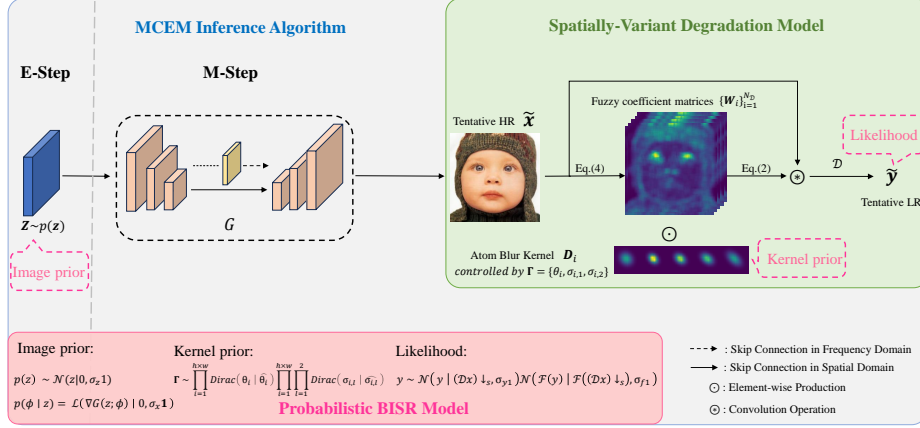 MCEM Inference Algorithm
Spatially-Variant Degradation Model
E-Step
M-Step
Z~p(z)
Image prior
G
Tentative HR x̃
Fuzzy coefficient matrices {W_i}_{i=1}^{N_D}
Eq.(4)
Eq.(2)
𝒟
Likelihood
ỹ
Tentative LR
Atom Blur Kernel D_i
controlled by Γ = {θ_i, σ_{i,1}, σ_{i,2}}
Kernel prior
Image prior:
p(z) ~ 𝒩(z|0, σ_z 1)
p(ϕ | z) = ℒ(∇G(z; ϕ) | 0, σ_x 1)
Kernel prior:
Γ ~ ∏_{i=1}^{h×w} Dirac(θ_i | θ̂_i) ∏_{i=1}^{h×w} ∏_{l=1}^{2} Dirac(σ_{i,l} | σ̂_{i,l})
Likelihood:
y ~ 𝒩(y | (𝒟x) ↓_s, σ_{y1}) 𝒩(ℱ(y) | ℱ((𝒟x) ↓_s), σ_{f1})
Probabilistic BISR Model
: Skip Connection in Frequency Domain
: Skip Connection in Spatial Domain
⊙ : Element-wise Production
⊛ : Convolution Operation